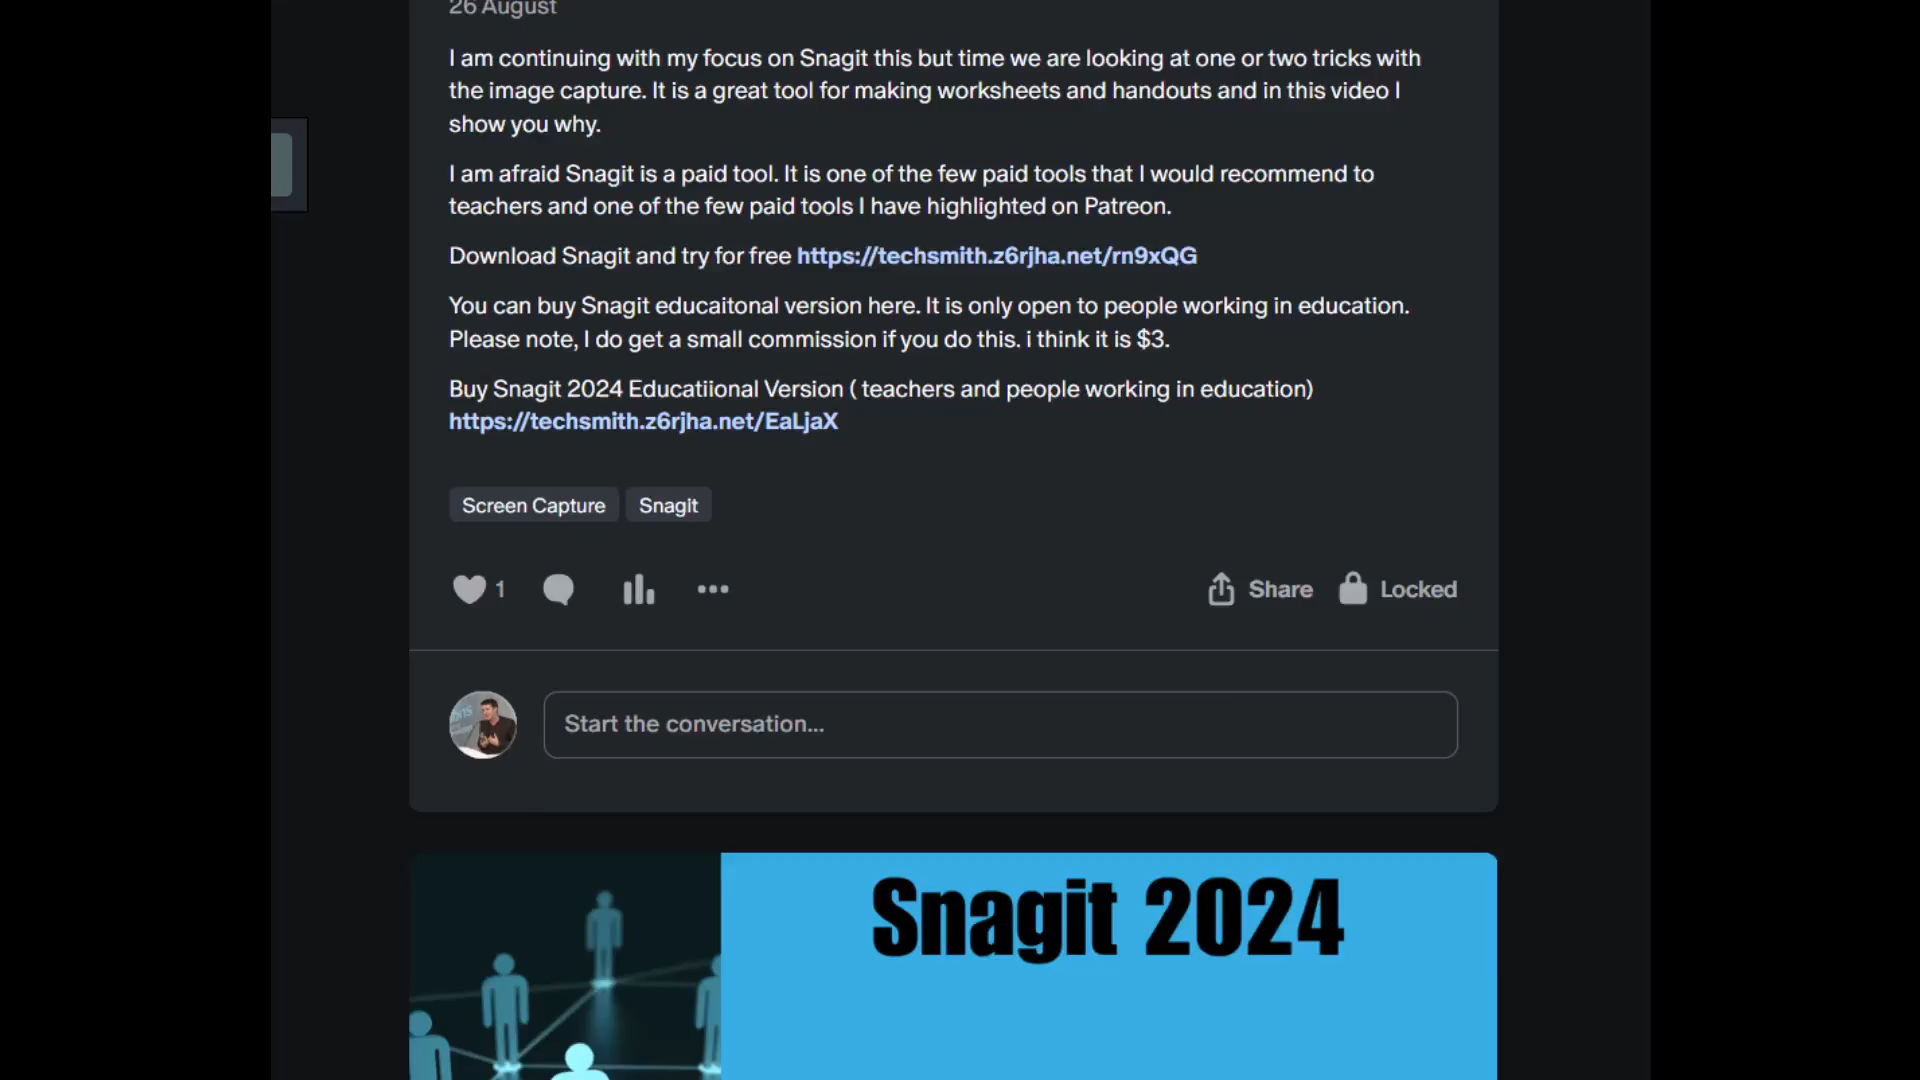 26 August
I am continuing with my focus on Snagit this but time we are looking at one or two tricks with
the image capture. It is a great tool for making worksheets and handouts and in this video I
show you why.
I am afraid Snagit is a paid tool. It is one of the few paid tools that I would recommend to
teachers and one of the few paid tools I have highlighted on Patreon.
Download Snagit and try for free https://techsmith.z6rjha.net/rn9xQG
You can buy Snagit educaitonal version here. It is only open to people working in education.
Please note, I do get a small commission if you do this. i think it is $3.
Buy Snagit 2024 Educatiional Version ( teachers and people working in education)
https://techsmith.z6rjha.net/EaLjaX
Screen Capture Snagit
1 Share Locked
Start the conversation...
Snagit 2024